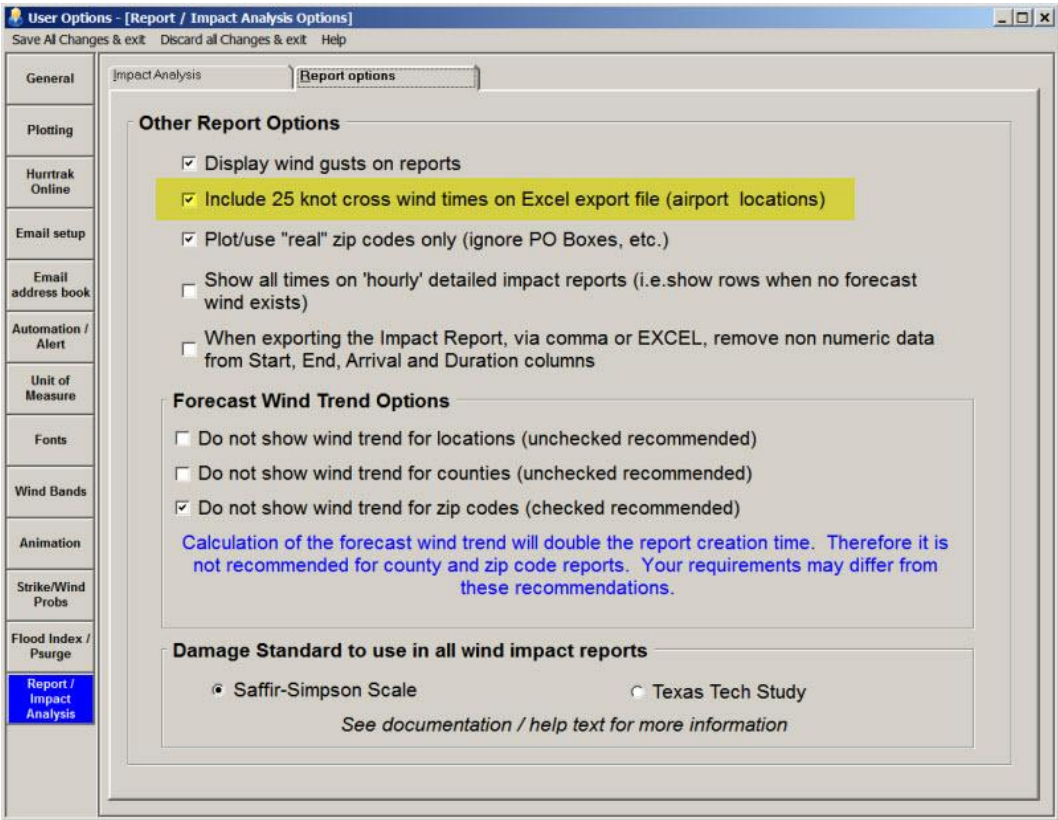 User Options - [Report / Impact Analysis Options]
Save All Changes & exit Discard all Changes & exit Help
General
Plotting
Hurrtrak
Online
Email setup
Email
address book
Automation /
Alert
Unit of
Measure
Fonts
Wind Bands
Animation
Strike/Wind
Probs
Flood Index /
Psurge
Report /
Impact
Analysis
Impact Analysis
Report options
Other Report Options
Display wind gusts on reports
Include 25 knot cross wind times on Excel export file (airport locations)
Plot/use "real" zip codes only (ignore PO Boxes, etc.)
Show all times on 'hourly' detailed impact reports (i.e.show rows when no forecast
wind exists)
When exporting the Impact Report, via comma or EXCEL, remove non numeric data
from Start, End, Arrival and Duration columns
Forecast Wind Trend Options
Do not show wind trend for locations (unchecked recommended)
Do not show wind trend for counties (unchecked recommended)
Do not show wind trend for zip codes (checked recommended)
Calculation of the forecast wind trend will double the report creation time. Therefore it is
not recommended for county and zip code reports. Your requirements may differ from
these recommendations.
Damage Standard to use in all wind impact reports
Saffir-Simpson Scale
Texas Tech Study
See documentation / help text for more information